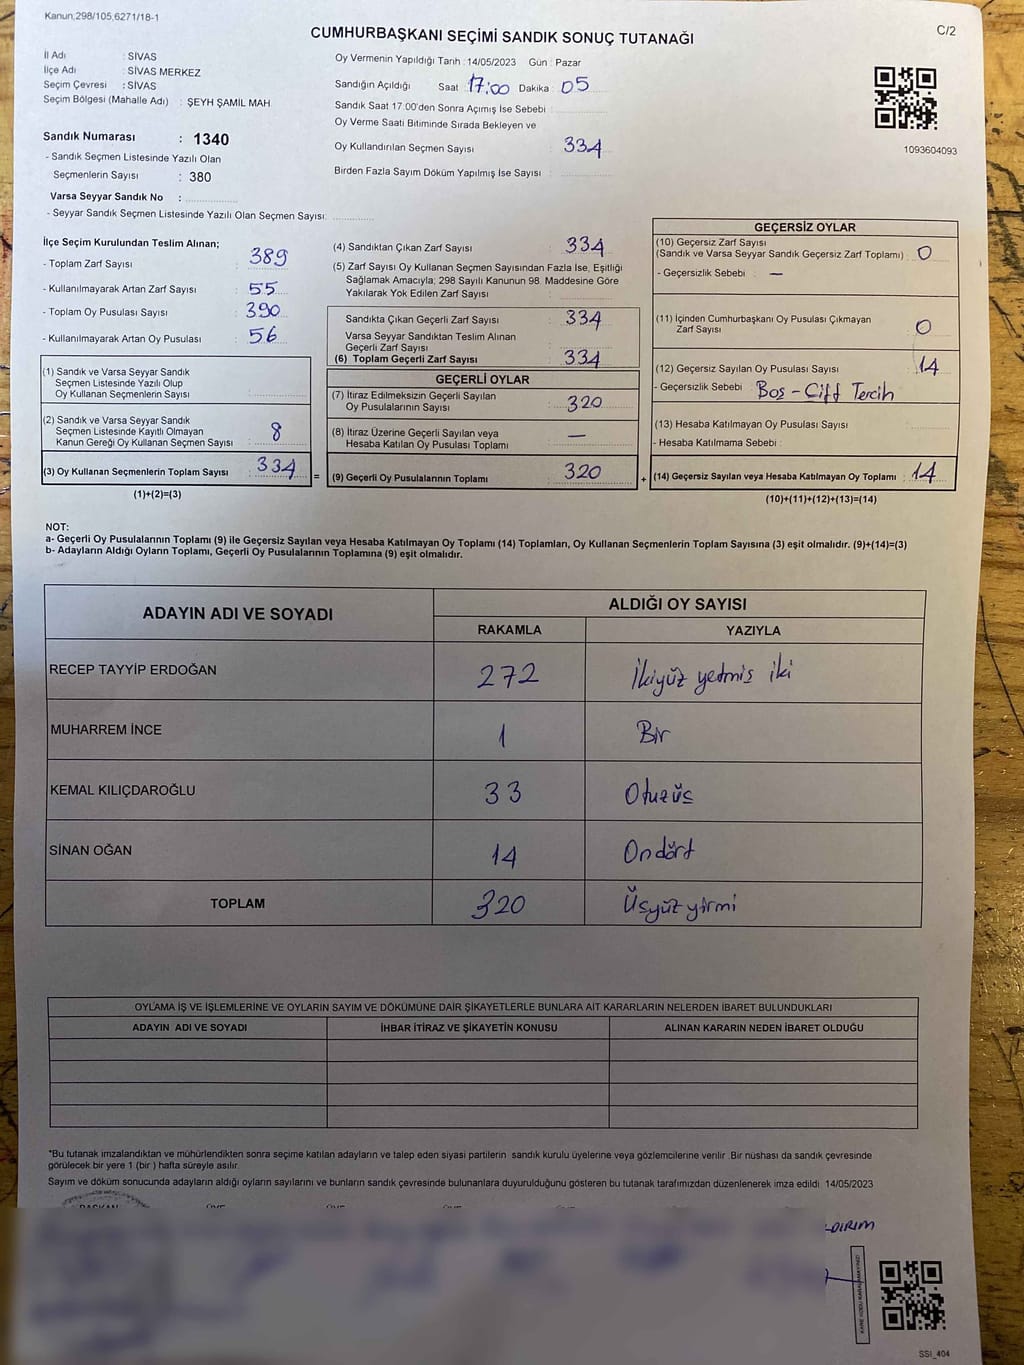 Kanun;298/105,6271/18-1
C/2
CUMHURBAŞKANI SEÇİMİ SANDIK SONUÇ TUTANAĞI
İl Adı : SİVAS
İlçe Adı : SİVAS MERKEZ
Seçim Çevresi : SİVAS
Seçim Bölgesi (Mahalle Adı) : ŞEYH ŞAMİL MAH
Sandık Numarası : 1340
- Sandık Seçmen Listesinde Yazılı Olan
Seçmenlerin Sayısı : 380
Varsa Seyyar Sandık No :
- Seyyar Sandık Seçmen Listesinde Yazılı Olan Seçmen Sayısı:
Oy Vermenin Yapıldığı Tarih : 14/05/2023 Gün : Pazar
Sandığın Açıldığı Saat 17:00 Dakika : 05
Sandık Saat 17.00'den Sonra Açımış İse Sebebi :
Oy Verme Saati Bitiminde Sırada Bekleyen ve
Oy Kullandırılan Seçmen Sayısı : 334
Birden Fazla Sayım Döküm Yapılmış İse Sayısı :
1093604093
İlçe Seçim Kurulundan Teslim Alınan;
- Toplam Zarf Sayısı : 389
- Kullanılmayarak Artan Zarf Sayısı : 55
- Toplam Oy Pusulası Sayısı : 390
- Kullanılmayarak Artan Oy Pusulası : 56
(1) Sandık ve Varsa Seyyar Sandık
Seçmen Listesinde Yazılı Olup
Oy Kullanan Seçmenlerin Sayısı :
(2) Sandık ve Varsa Seyyar Sandık
Seçmen Listesinde Kayıtlı Olmayan
Kanun Gereği Oy Kullanan Seçmen Sayısı : 8
(3) Oy Kullanan Seçmenlerin Toplam Sayısı : 334
(1)+(2)=(3)
(4) Sandıktan Çıkan Zarf Sayısı : 334
(5) Zarf Sayısı Oy Kullanan Seçmen Sayısından Fazla İse, Eşitliği
Sağlamak Amacıyla; 298 Sayılı Kanunun 98. Maddesine Göre
Yakılarak Yok Edilen Zarf Sayısı :
Sandıkta Çıkan Geçerli Zarf Sayısı : 334
Varsa Seyyar Sandıktan Teslim Alınan
Geçerli Zarf Sayısı :
(6) Toplam Geçerli Zarf Sayısı : 334
GEÇERLİ OYLAR
(7) İtiraz Edilmeksizin Geçerli Sayılan
Oy Pusulalarının Sayısı : 320
(8) İtiraz Üzerine Geçerli Sayılan veya
Hesaba Katılan Oy Pusulası Toplamı : —
= (9) Geçerli Oy Pusulalarının Toplamı : 320
GEÇERSİZ OYLAR
(10) Geçersiz Zarf Sayısı
(Sandık ve Varsa Seyyar Sandık Geçersiz Zarf Toplamı) : 0
- Geçersizlik Sebebi : —
(11) İçinden Cumhurbaşkanı Oy Pusulası Çıkmayan
Zarf Sayısı : 0
(12) Geçersiz Sayılan Oy Pusulası Sayısı : 14
- Geçersizlik Sebebi : Boş - Çift Tercih
(13) Hesaba Katılmayan Oy Pusulası Sayısı :
- Hesaba Katılmama Sebebi :
+ (14) Geçersiz Sayılan veya Hesaba Katılmayan Oy Toplamı : 14
(10)+(11)+(12)+(13)=(14)
NOT:
a- Geçerli Oy Pusulalarının Toplamı (9) ile Geçersiz Sayılan veya Hesaba Katılmayan Oy Toplamı (14) Toplamları, Oy Kullanan Seçmenlerin Toplam Sayısına (3) eşit olmalıdır. (9)+(14)=(3)
b- Adayların Aldığı Oyların Toplamı, Geçerli Oy Pusulalarının Toplamına (9) eşit olmalıdır.
ADAYIN ADI VE SOYADI ALDIĞI OY SAYISI
RAKAMLA YAZIYLA
RECEP TAYYİP ERDOĞAN 272 İkiyüz yetmiş iki
MUHARREM İNCE 1 Bir
KEMAL KILIÇDAROĞLU 33 Otuzüç
SİNAN OĞAN 14 Ondört
TOPLAM 320 Üçyüz yirmi
OYLAMA İŞ VE İŞLEMLERİNE VE OYLARIN SAYIM VE DÖKÜMÜNE DAİR ŞİKAYETLERLE BUNLARA AİT KARARLARIN NELERDEN İBARET BULUNDUKLARI
ADAYIN ADI VE SOYADI İHBAR İTİRAZ VE ŞİKAYETİN KONUSU ALINAN KARARIN NEDEN İBARET OLDUĞU
*Bu tutanak imzalandıktan ve mühürlendikten sonra seçime katılan adayların ve talep eden siyasi partilerin sandık kurulu üyelerine veya gözlemcilerine verilir .Bir nüshası da sandık çevresinde
görülecek bir yere 1 (bir ) hafta süreyle asılır.
Sayım ve döküm sonucunda adayların aldığı oyların sayılarını ve bunların sandık çevresinde bulunanlara duyurulduğunu gösteren bu tutanak tarafımızdan düzenlenerek imza edildi. 14/05/2023
BAŞKAN ÜYE ÜYE ÜYE ÜYE
KARE KODU KARALAMAYINIZ!
SSİ_404